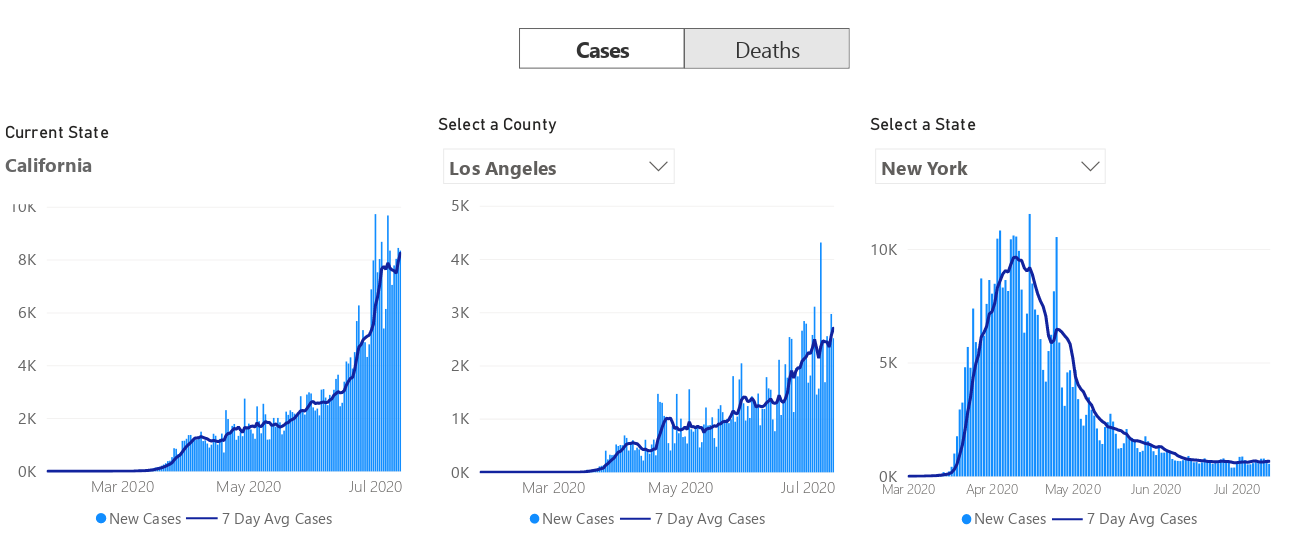 Cases Deaths
Current State
California
10K
8K
6K
4K
2K
0K
Mar 2020 May 2020 Jul 2020
New Cases 7 Day Avg Cases
Select a County
Los Angeles
5K
4K
3K
2K
1K
0K
Mar 2020 May 2020 Jul 2020
New Cases 7 Day Avg Cases
Select a State
New York
10K
5K
0K
Mar 2020 Apr 2020 May 2020 Jun 2020 Jul 2020
New Cases 7 Day Avg Cases